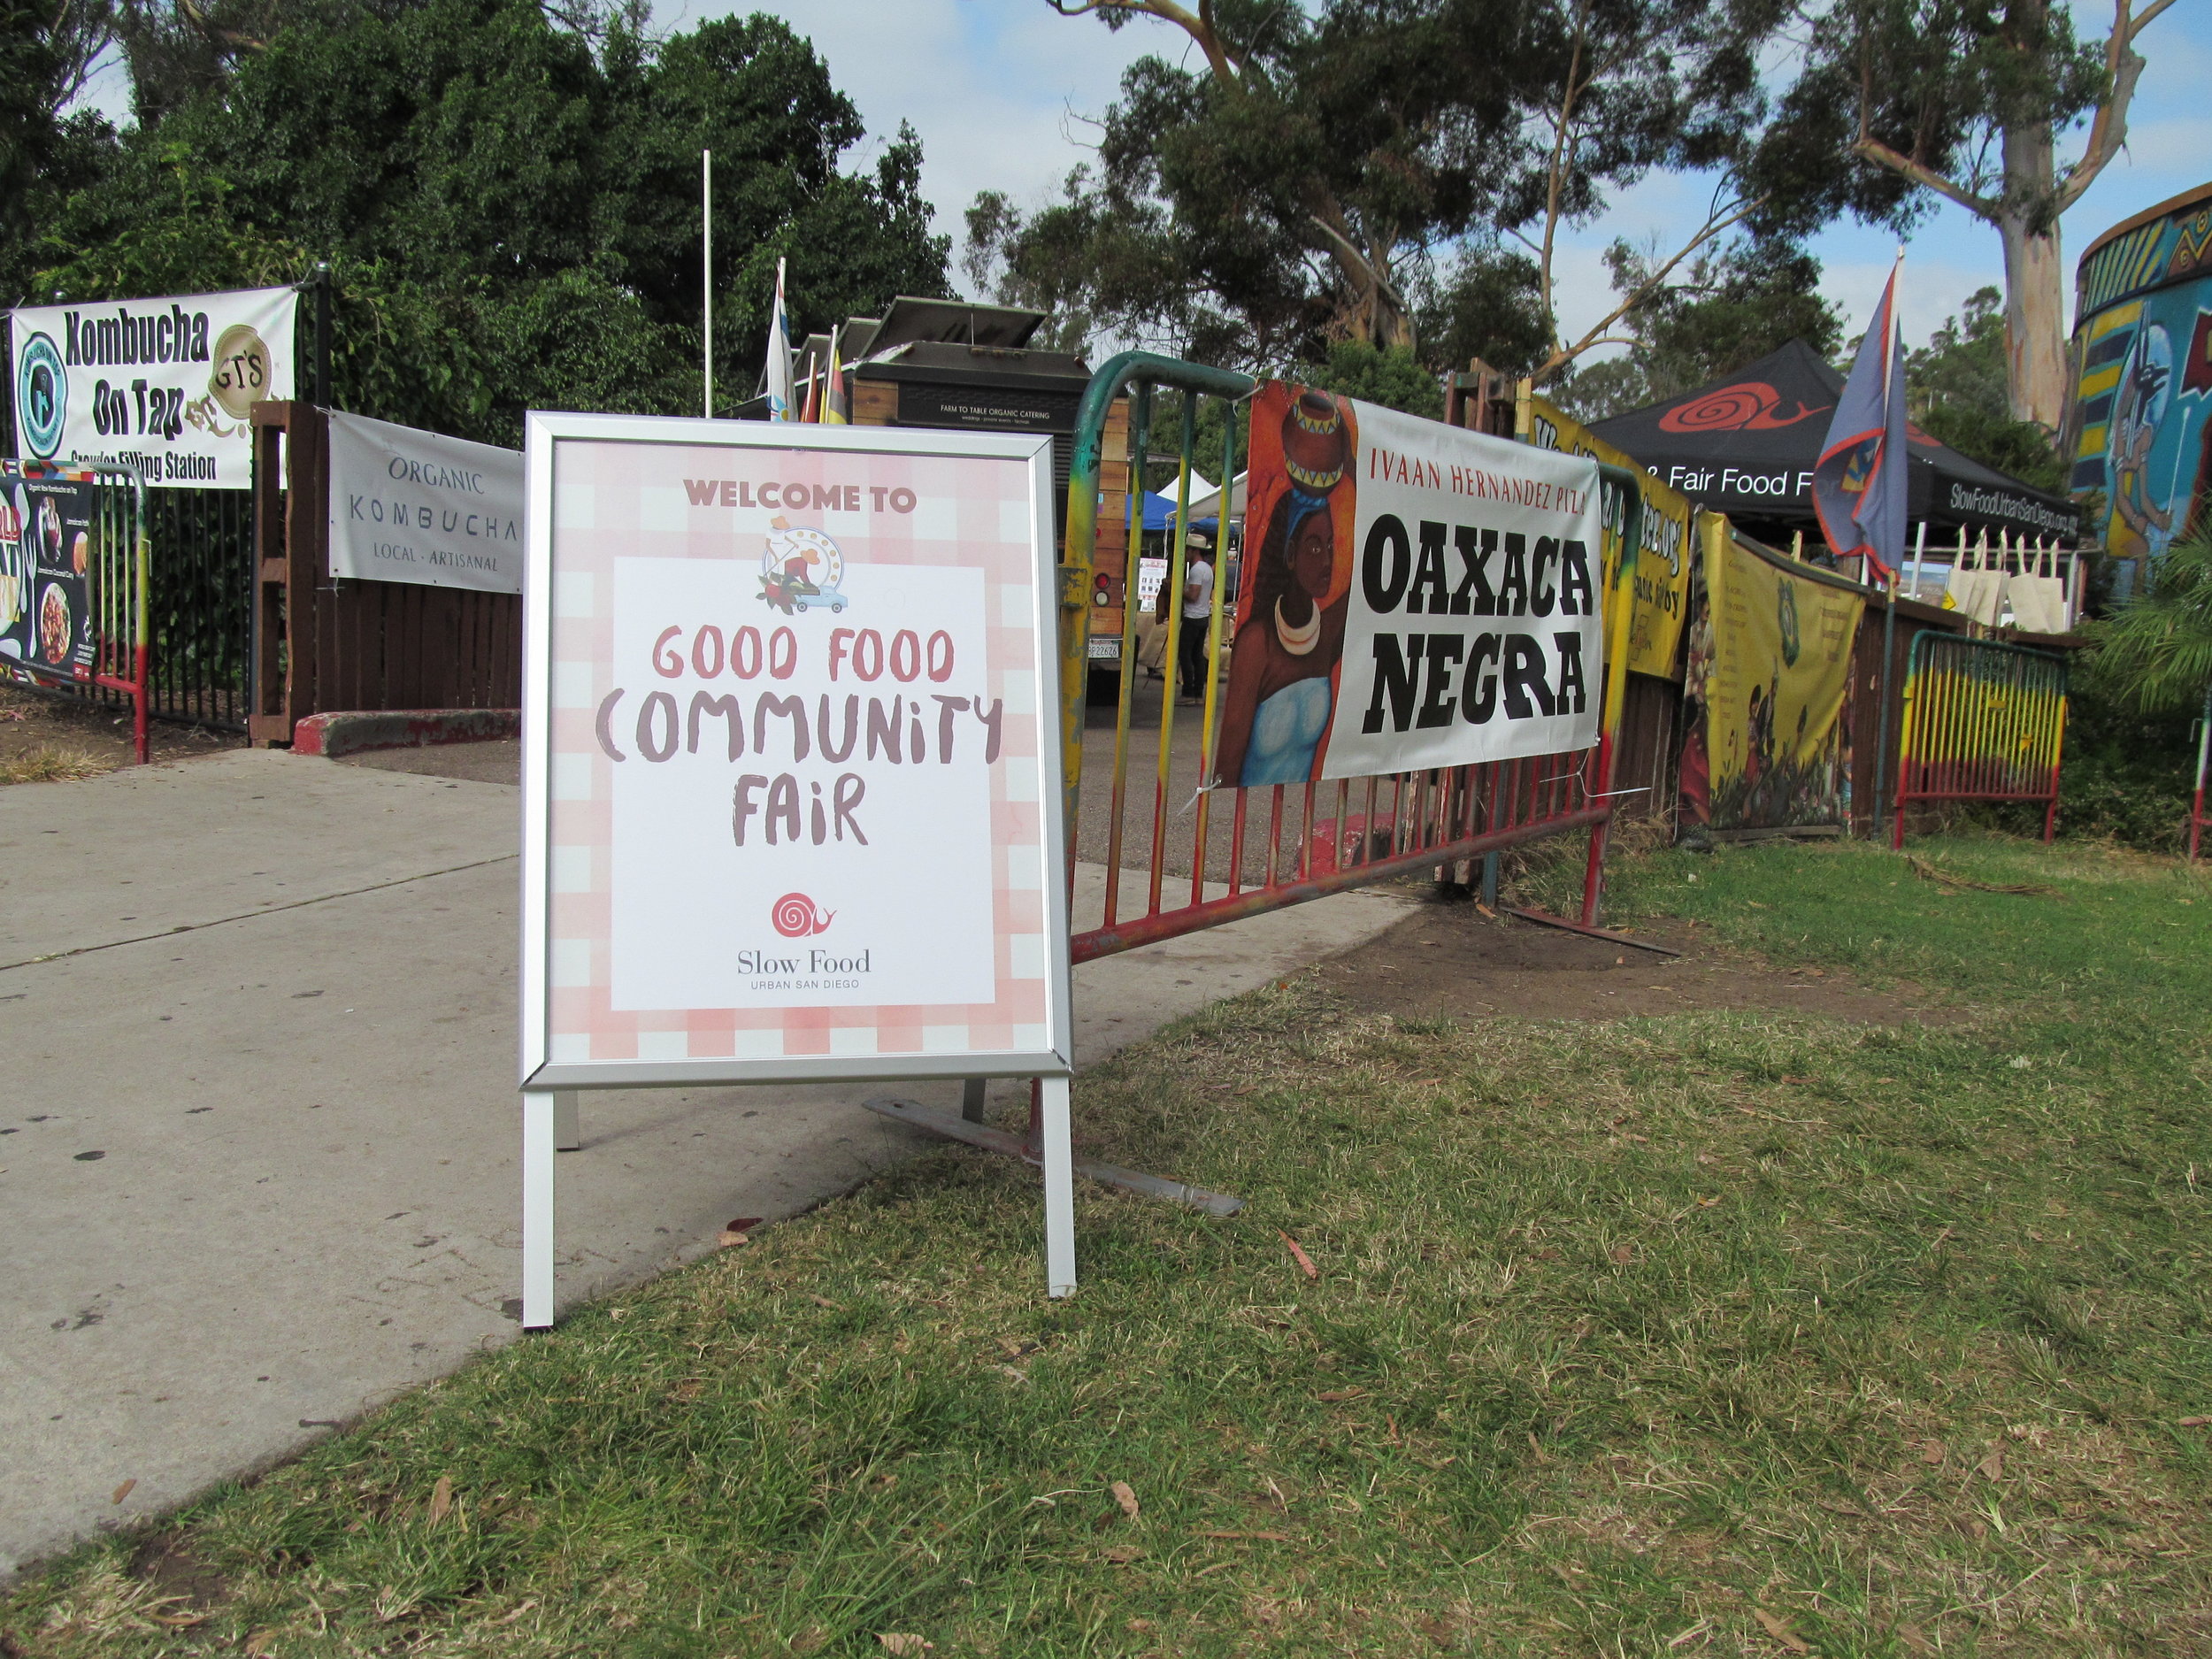 Kombucha
On Tap
GT'S
Growler Filling Station
ORGANIC
KOMBUCHA
LOCAL - ARTISANAL
FARM TO TABLE ORGANIC CATERING
WELCOME TO
GOOD FOOD
COMMUNITY
FAIR
Slow Food
URBAN SAN DIEGO
IVAAN HERNANDEZ PIZA
OAXACA
NEGRA
& Fair Food F
SlowFoodUrbanSanDiego.org